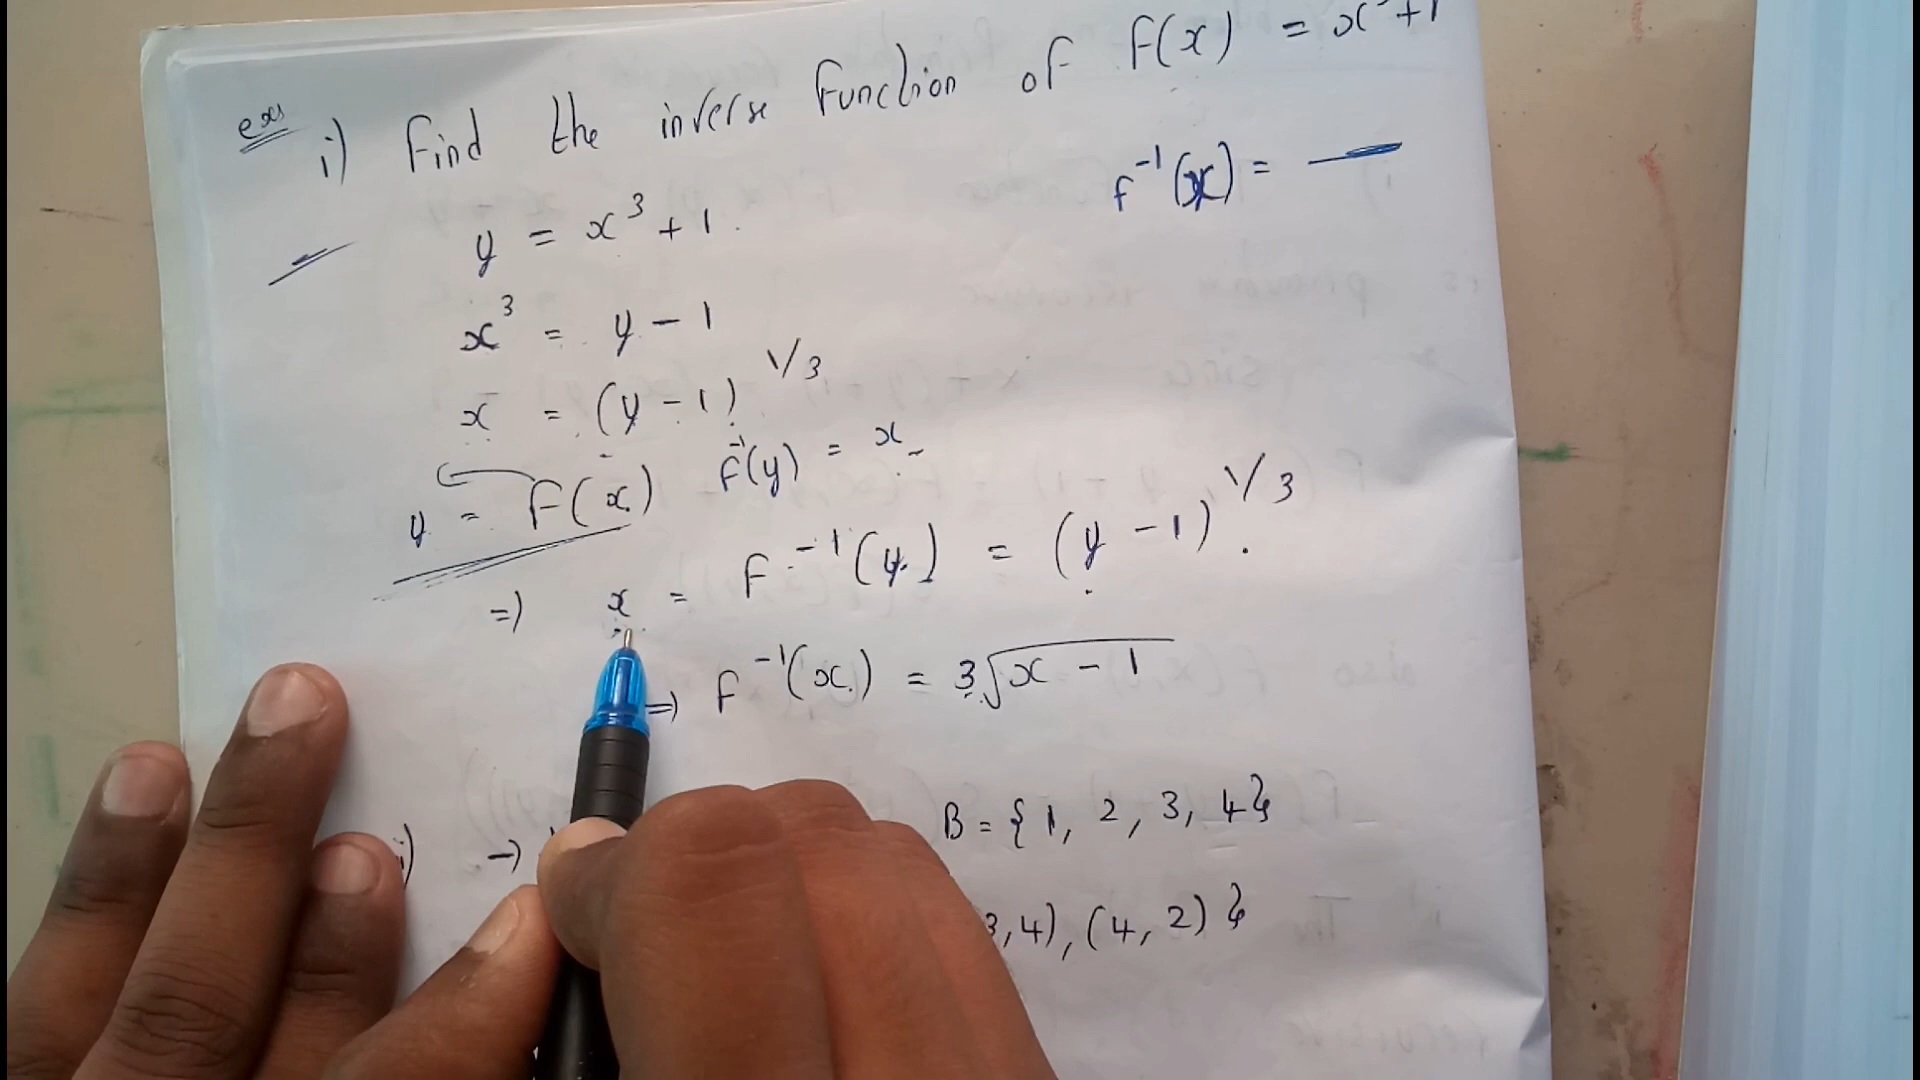 exs
i) Find the inverse function of f(x) = x³+1
f⁻¹(x) = —
y = x³ + 1
x³ = y - 1
x = (y - 1)^1/3
y = f(x) f⁻¹(y) = x
=) x = f⁻¹(y) = (y - 1)^1/3
=) f⁻¹(x) = 3√x - 1
i) → B = { 1, 2, 3, 4 }
3,4), (4, 2) }